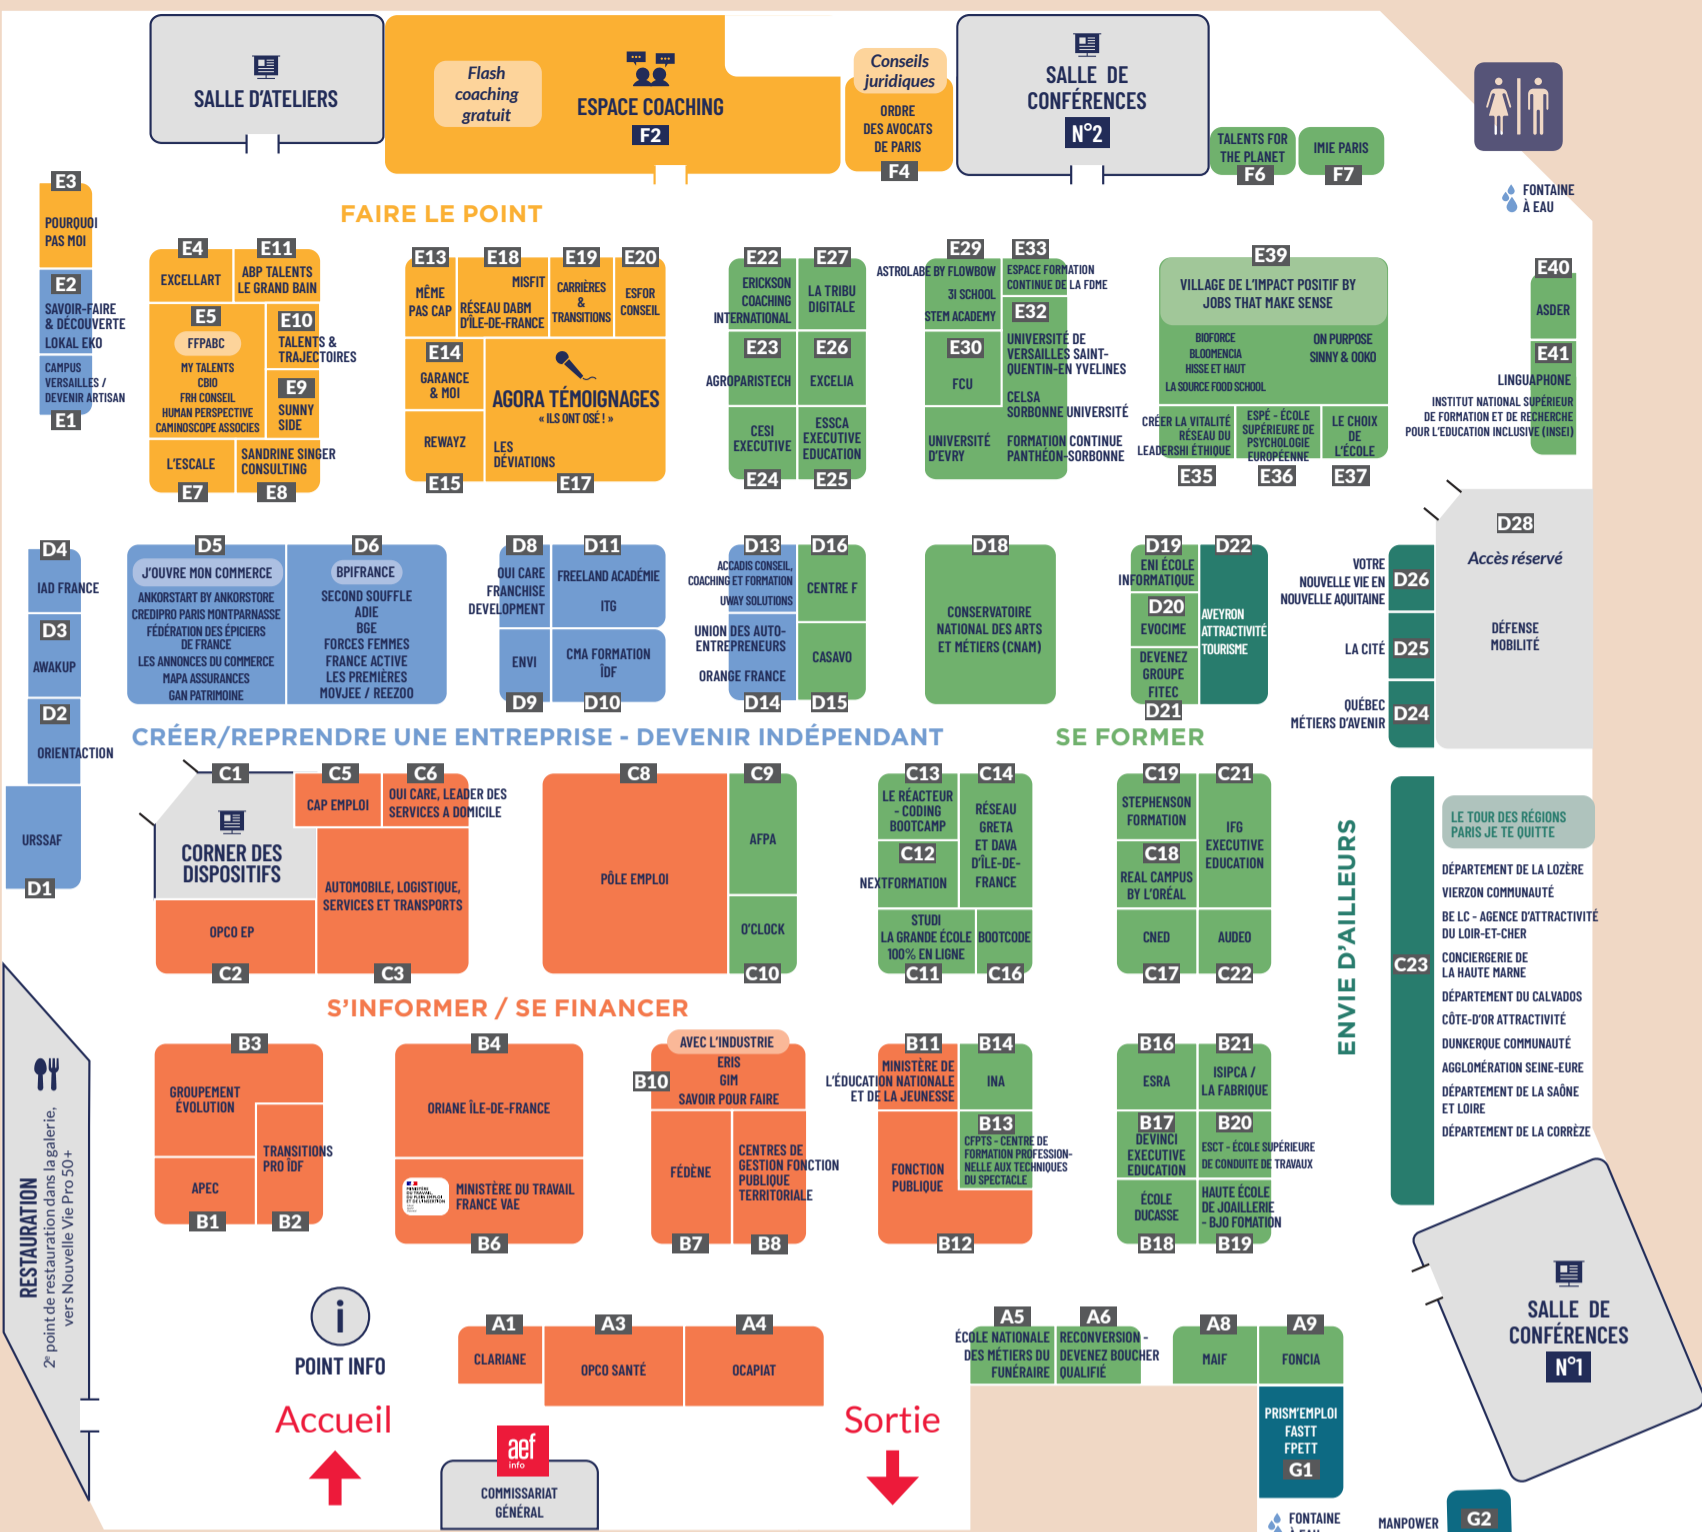 SALLE D'ATELIERS
Flash
coaching
gratuit
ESPACE COACHING
F2
Conseils
juridiques
ORDRE
DES AVOCATS
DE PARIS
F4
SALLE DE
CONFÉRENCES
N°2
TALENTS FOR
THE PLANET
F6
IMIE PARIS
F7
FONTAINE
À EAU
FAIRE LE POINT
E3
POURQUOI
PAS MOI
E2
SAVOIR-FAIRE
& DÉCOUVERTE
LOKAL EKO
CAMPUS
VERSAILLES /
DEVENIR ARTISAN
E1
E4
EXCELLART
E11
ABP TALENTS
LE GRAND BAIN
E5
FFPABC
MY TALENTS
CBIO
FRH CONSEIL
HUMAN PERSPECTIVE
CAMINOSCOPE ASSOCIES
E10
TALENTS &
TRAJECTOIRES
E9
SUNNY
SIDE
L'ESCALE
E7
SANDRINE SINGER
CONSULTING
E8
E13
MÊME
PAS CAP
E18
MISFIT
RÉSEAU DABM
D'ÎLE-DE-FRANCE
E19
CARRIÈRES
&
TRANSITIONS
E20
ESFOR
CONSEIL
E14
GARANCE
& MOI
AGORA TÉMOIGNAGES
« ILS ONT OSÉ ! »
REWAYZ
E15
LES
DÉVIATIONS
E17
E22
ERICKSON
COACHING
INTERNATIONAL
E27
LA TRIBU
DIGITALE
E23
AGROPARISTECH
E26
EXCELIA
CESI
EXECUTIVE
E24
ESSCA
EXECUTIVE
EDUCATION
E25
E29
ASTROLABE BY FLOWBOW
3I SCHOOL
STEM ACADEMY
E33
ESPACE FORMATION
CONTINUE DE LA FDME
E30
FCU
E32
UNIVERSITÉ DE
VERSAILLES SAINT-
QUENTIN-EN YVELINES
CELSA
SORBONNE UNIVERSITÉ
UNIVERSITÉ
D'EVRY
FORMATION CONTINUE
PANTHÉON-SORBONNE
E39
VILLAGE DE L'IMPACT POSITIF BY
JOBS THAT MAKE SENSE
BIOFORCE
BLOOMENCIA
HISSE ET HAUT
LA SOURCE FOOD SCHOOL
ON PURPOSE
SINNY & OOKO
CRÉER LA VITALITÉ
RÉSEAU DU
LEADERSHI ÉTHIQUE
E35
ESPÉ - ÉCOLE
SUPÉRIEURE DE
PSYCHOLOGIE
EUROPÉENNE
E36
LE CHOIX
DE
L'ÉCOLE
E37
E40
ASDER
E41
LINGUAPHONE
INSTITUT NATIONAL SUPÉRIEUR
DE FORMATION ET DE RECHERCHE
POUR L'EDUCATION INCLUSIVE (INSEI)
D4
IAD FRANCE
D3
AWAKUP
D2
ORIENTACTION
URSSAF
D1
D5
J'OUVRE MON COMMERCE
ANKORSTART BY ANKORSTORE
CREDIPRO PARIS MONTPARNASSE
FÉDÉRATION DES ÉPICIERS
DE FRANCE
LES ANNONCES DU COMMERCE
MAPA ASSURANCES
GAN PATRIMOINE
D6
BPIFRANCE
SECOND SOUFFLE
ADIE
BGE
FORCES FEMMES
FRANCE ACTIVE
LES PREMIÈRES
MOVJEE / REEZOO
D8
OUI CARE
FRANCHISE
DEVELOPMENT
D11
FREELAND ACADÉMIE
ITG
ENVI
D9
CMA FORMATION
ÎDF
D10
D13
ACCADIS CONSEIL,
COACHING ET FORMATION
UWAY SOLUTIONS
UNION DES AUTO-
ENTREPRENEURS
ORANGE FRANCE
D14
D16
CENTRE F
CASAVO
D15
D18
CONSERVATOIRE
NATIONAL DES ARTS
ET MÉTIERS (CNAM)
D19
ENI ÉCOLE
INFORMATIQUE
D20
EVOCIME
DEVENEZ
GROUPE
FITEC
D21
D22
AVEYRON
ATTRACTIVITÉ
TOURISME
VOTRE
NOUVELLE VIE EN
NOUVELLE AQUITAINE
D26
LA CITÉ
D25
QUÉBEC
MÉTIERS D'AVENIR
D24
D28
Accès réservé
DÉFENSE
MOBILITÉ
CRÉER/REPRENDRE UNE ENTREPRISE - DEVENIR INDÉPENDANT
SE FORMER
C1
CORNER DES
DISPOSITIFS
C5
CAP EMPLOI
C6
OUI CARE, LEADER DES
SERVICES A DOMICILE
AUTOMOBILE, LOGISTIQUE,
SERVICES ET TRANSPORTS
C3
OPCO EP
C2
C8
PÔLE EMPLOI
C9
AFPA
O'CLOCK
C10
C13
LE RÉACTEUR
- CODING
BOOTCAMP
C14
RÉSEAU
GRETA
ET DAVA
D'ÎLE-DE-
FRANCE
C12
NEXTFORMATION
STUDI
LA GRANDE ÉCOLE
100% EN LIGNE
C11
BOOTCODE
C16
C19
STEPHENSON
FORMATION
C21
IFG
EXECUTIVE
EDUCATION
C18
REAL CAMPUS
BY L'ORÉAL
CNED
C17
AUDEO
C22
ENVIE D'AILLEURS
C23
LE TOUR DES RÉGIONS
PARIS JE TE QUITTE
DÉPARTEMENT DE LA LOZÈRE
VIERZON COMMUNAUTÉ
BE LC - AGENCE D'ATTRACTIVITÉ
DU LOIR-ET-CHER
CONCIERGERIE DE
LA HAUTE MARNE
DÉPARTEMENT DU CALVADOS
CÔTE-D'OR ATTRACTIVITÉ
DUNKERQUE COMMUNAUTÉ
AGGLOMÉRATION SEINE-EURE
DÉPARTEMENT DE LA SAÔNE
ET LOIRE
DÉPARTEMENT DE LA CORRÈZE
S'INFORMER / SE FINANCER
RESTAURATION
2e point de restauration dans la galerie,
vers Nouvelle Vie Pro 50+
B3
GROUPEMENT
ÉVOLUTION
TRANSITIONS
PRO ÎDF
B2
APEC
B1
B4
ORIANE ÎLE-DE-FRANCE
MINISTÈRE DU TRAVAIL
FRANCE VAE
B6
AVEC L'INDUSTRIE
B10
ERIS
GIM
SAVOIR POUR FAIRE
FÉDÈNE
B7
CENTRES DE
GESTION FONCTION
PUBLIQUE
TERRITORIALE
B8
B11
MINISTÈRE DE
L'ÉDUCATION NATIONALE
ET DE LA JEUNESSE
B14
INA
B13
CFPTS - CENTRE DE
FORMATION PROFESSION-
NELLE AUX TECHNIQUES
DU SPECTACLE
FONCTION
PUBLIQUE
B12
B16
ESRA
B21
ISIPCA /
LA FABRIQUE
B17
DEVINCI
EXECUTIVE
EDUCATION
B20
ESCT - ÉCOLE SUPÉRIEURE
DE CONDUITE DE TRAVAUX
ÉCOLE
DUCASSE
B18
HAUTE ÉCOLE
DE JOAILLERIE
- BJO FOMATION
B19
SALLE DE
CONFÉRENCES
N°1
POINT INFO
A1
CLARIANE
A3
OPCO SANTÉ
A4
OCAPIAT
A5
ÉCOLE NATIONALE
DES MÉTIERS DU
FUNÉRAIRE
A6
RECONVERSION -
DEVENEZ BOUCHER
QUALIFIÉ
A8
MAIF
A9
FONCIA
PRISM'EMPLOI
FASTT
FPETT
G1
Accueil
Sortie
aef
info
COMMISSARIAT
GÉNÉRAL
FONTAINE
À EAU
MANPOWER
G2